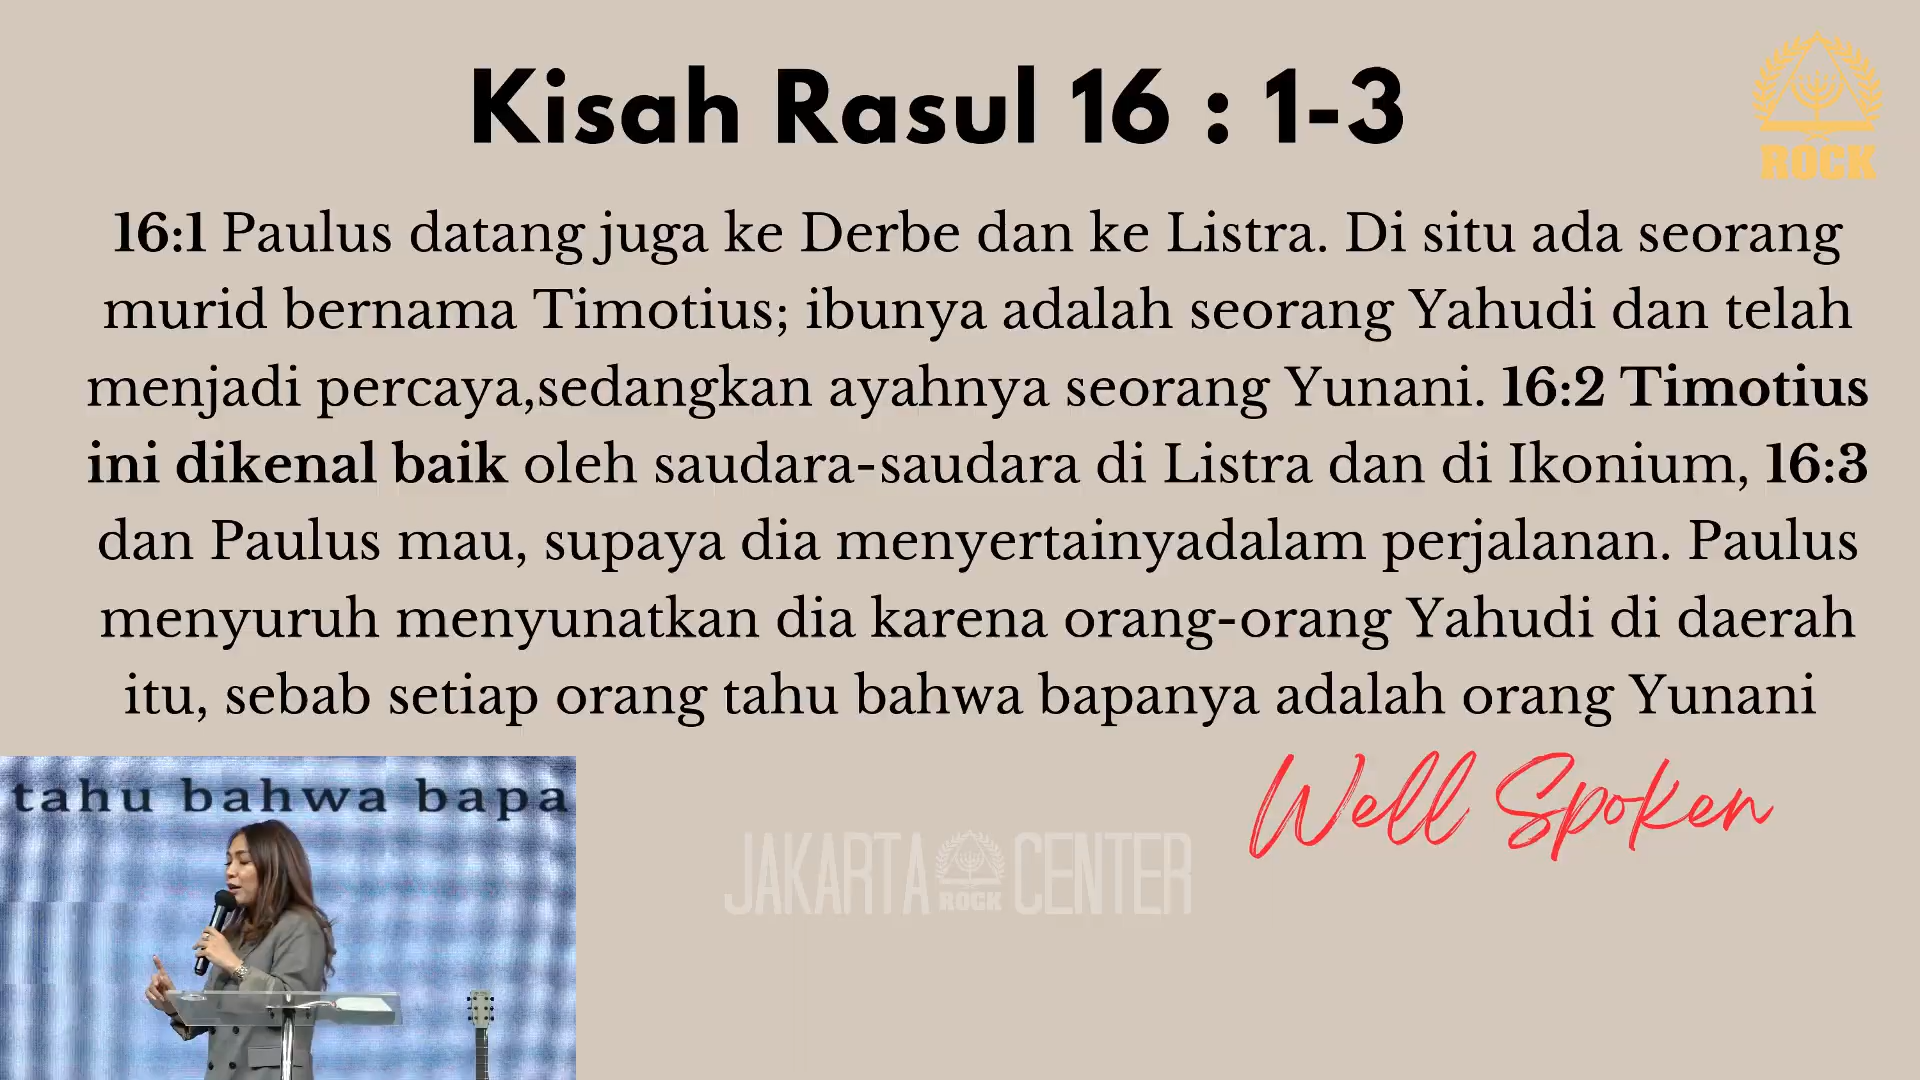 Kisah Rasul 16 : 1-3
ROCK
16:1 Paulus datang juga ke Derbe dan ke Listra. Di situ ada seorang
murid bernama Timotius; ibunya adalah seorang Yahudi dan telah
menjadi percaya,sedangkan ayahnya seorang Yunani. 16:2 Timotius
ini dikenal baik oleh saudara-saudara di Listra dan di Ikonium, 16:3
dan Paulus mau, supaya dia menyertainyadalam perjalanan. Paulus
menyuruh menyunatkan dia karena orang-orang Yahudi di daerah
itu, sebab setiap orang tahu bahwa bapanya adalah orang Yunani
Well Spoken
tahu bahwa bapa
JAKARTA ROCK CENTER